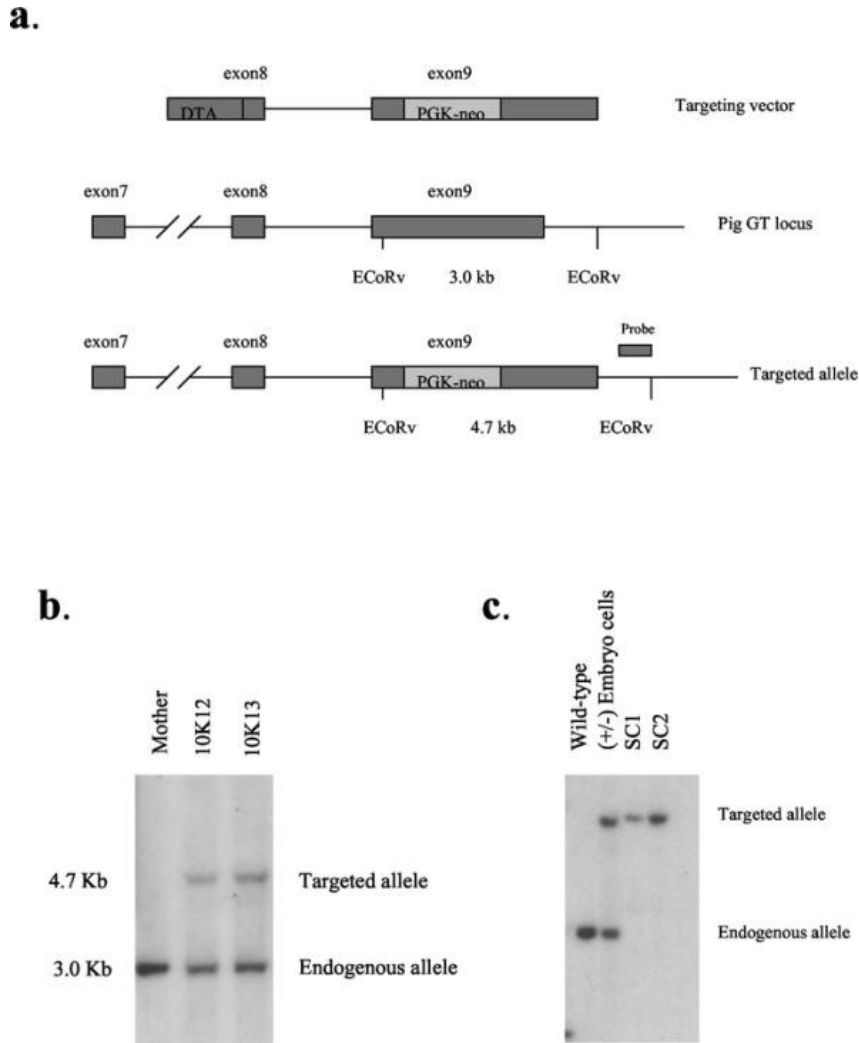 a.
exon8 exon9
DTA PGK-neo Targeting vector
exon7 exon8 exon9
Pig GT locus
ECoRv 3.0 kb ECoRv
Probe
exon7 exon8 exon9
PGK-neo Targeted allele
ECoRv 4.7 kb ECoRv
b.
Mother
10K12
10K13
4.7 Kb Targeted allele
3.0 Kb Endogenous allele
c.
Wild-type
(+/-) Embryo cells
SC1
SC2
Targeted allele
Endogenous allele